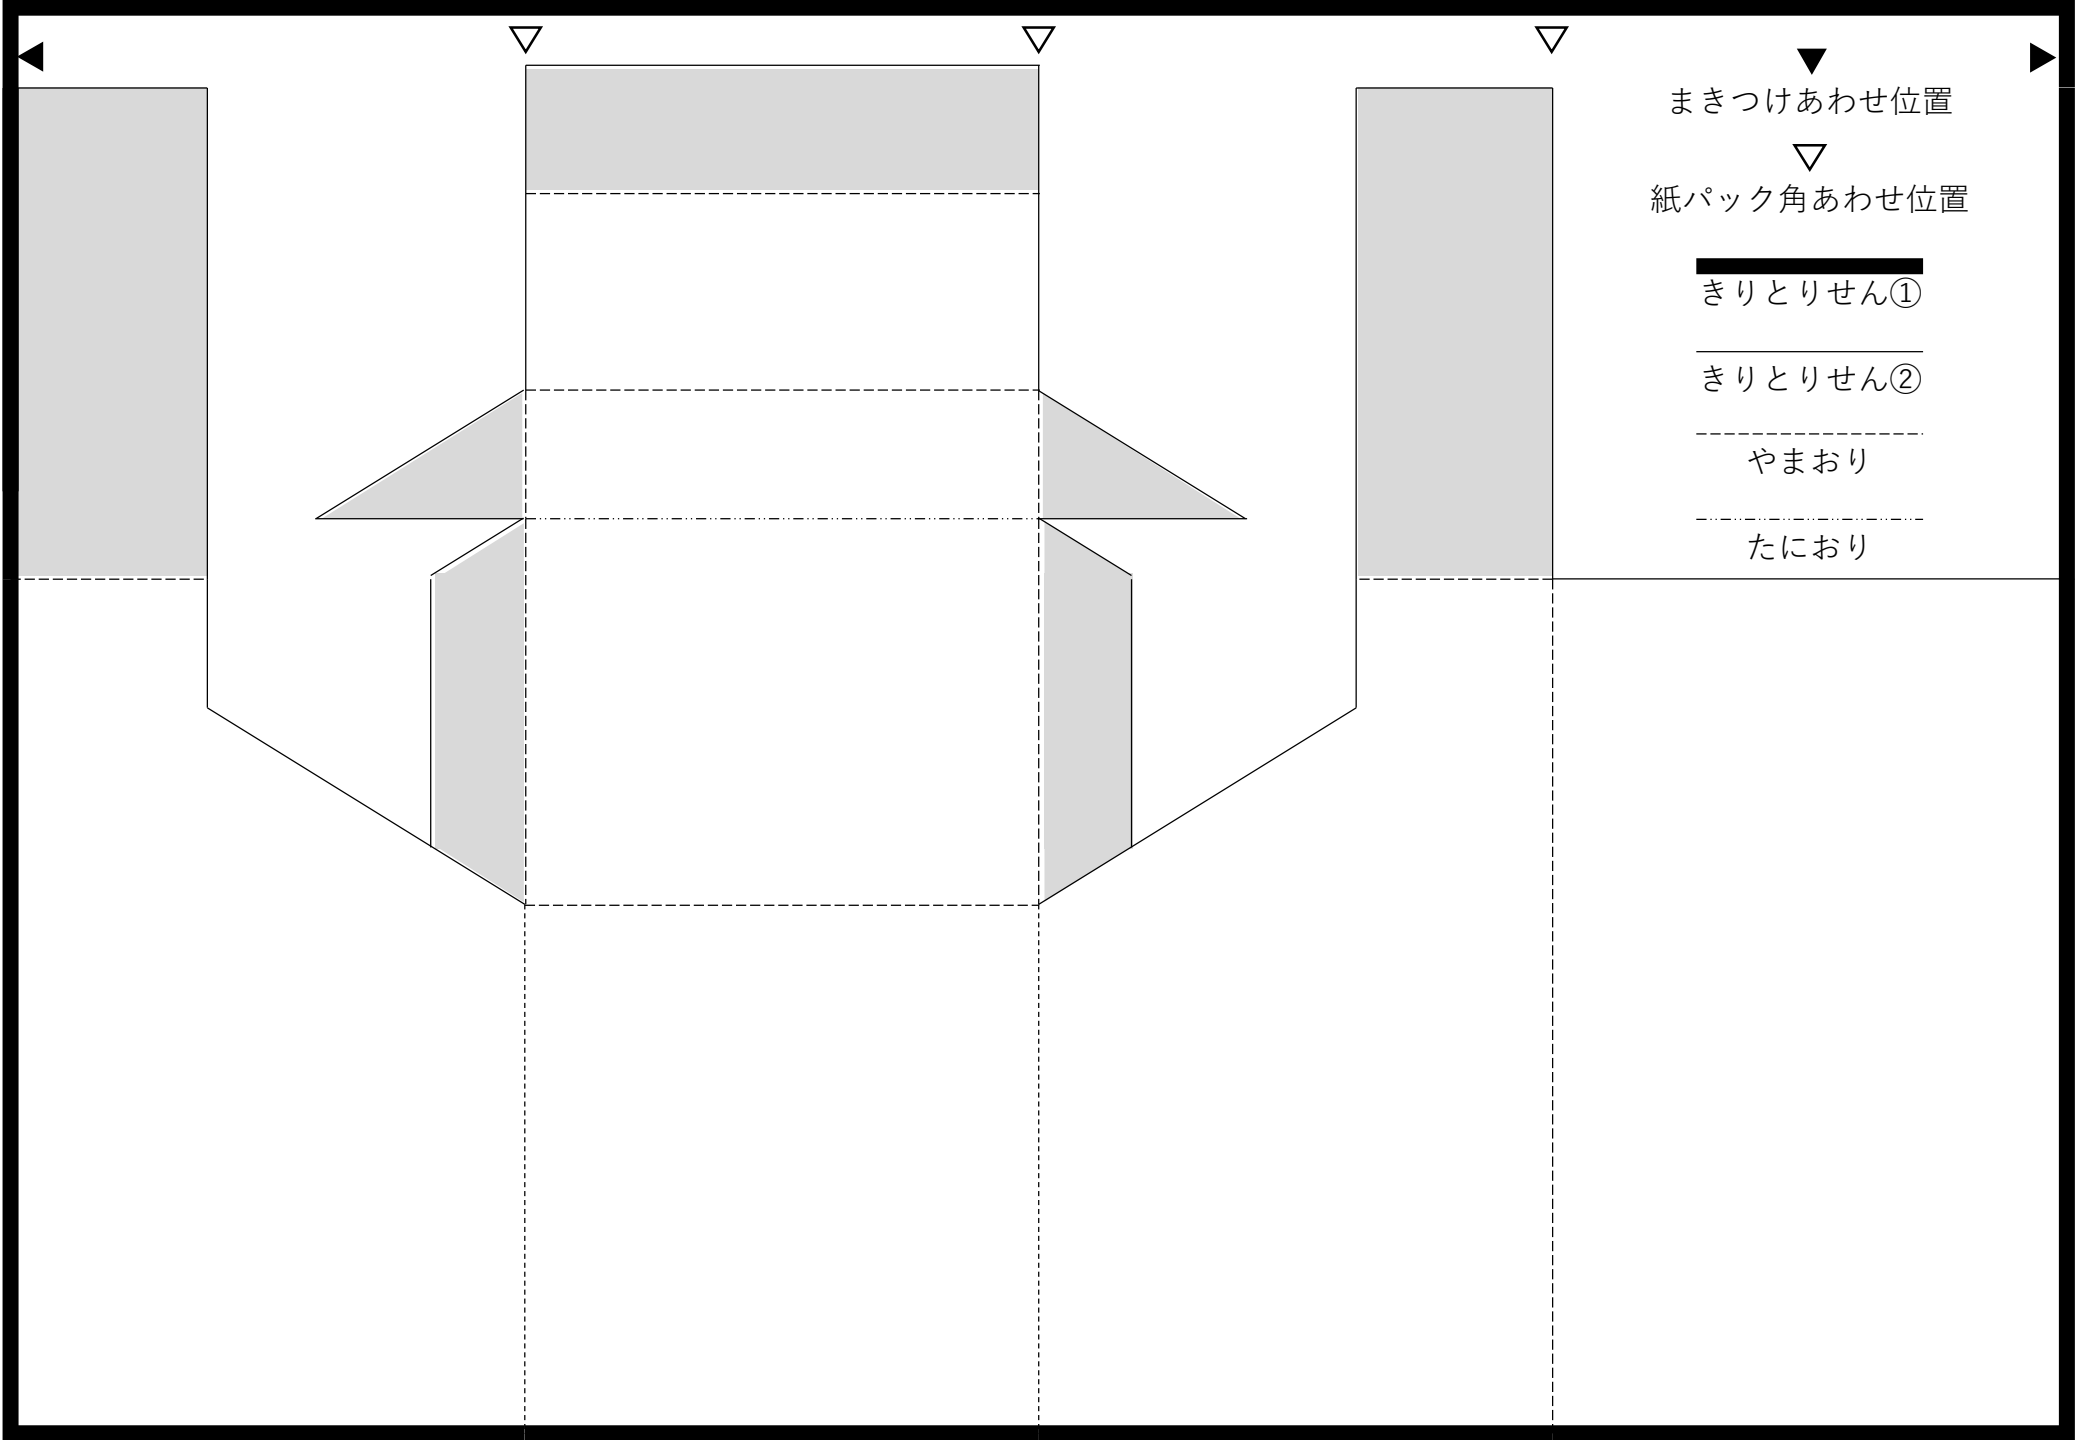 まきつけあわせ位置
紙パック角あわせ位置
きりとりせん①
きりとりせん②
やまおり
たにおり